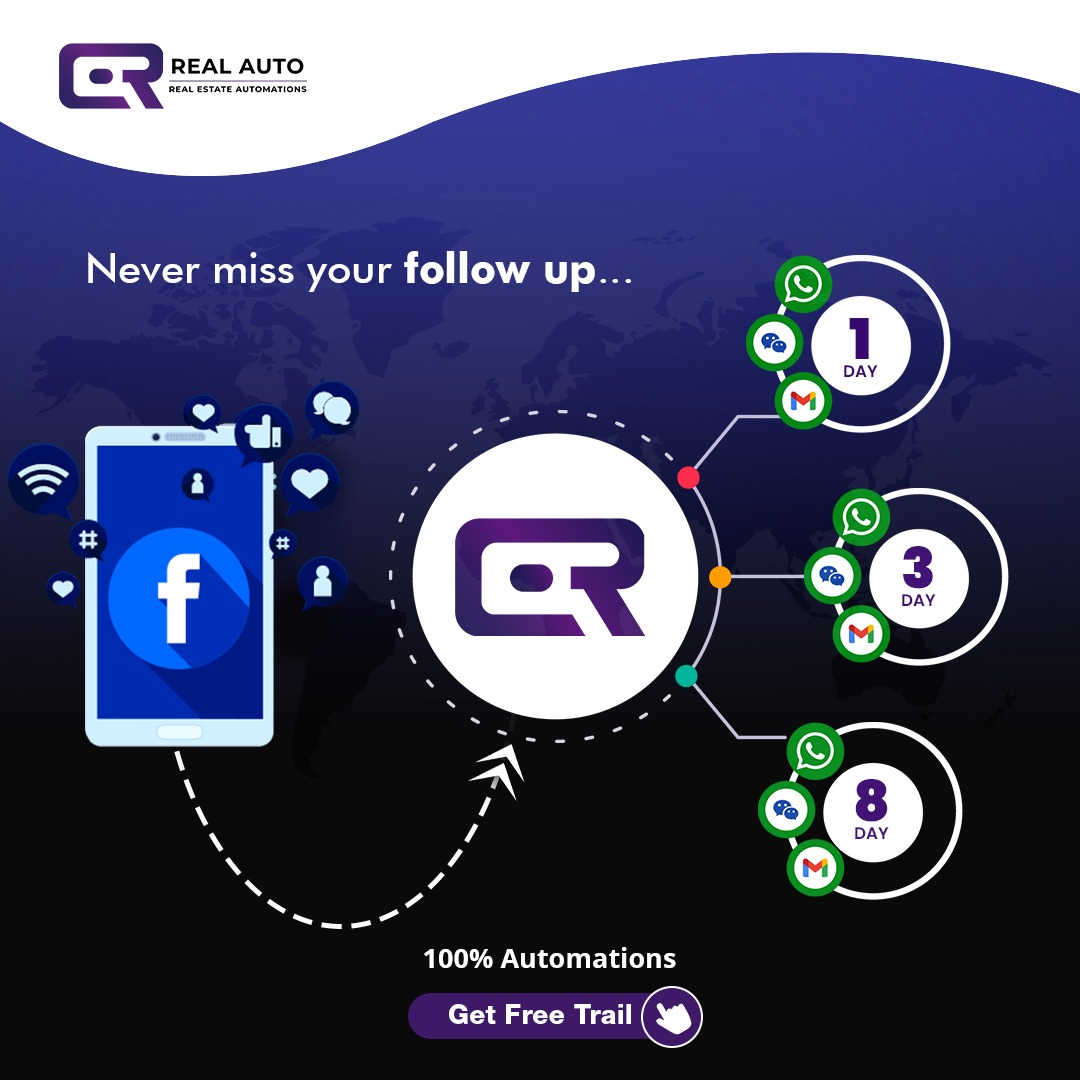 REAL AUTO
REAL ESTATE AUTOMATIONS
Never miss your follow up...
1
DAY
3
DAY
8
DAY
100% Automations
Get Free Trail